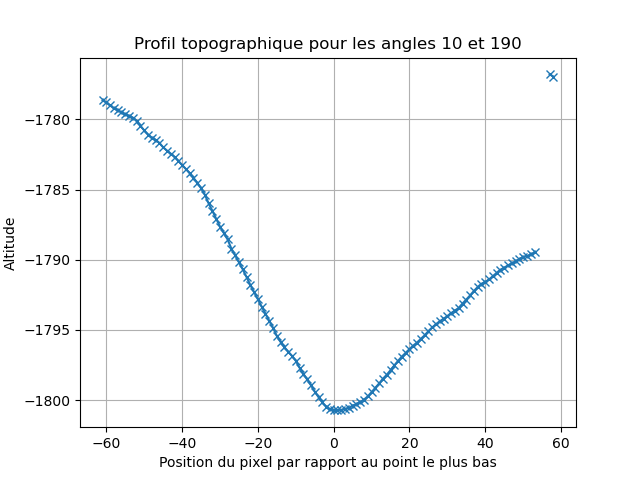 Profil topographique pour les angles 10 et 190
−1780
−1785
−1790
−1795
−1800
Altitude
−60 −40 −20 0 20 40 60
Position du pixel par rapport au point le plus bas